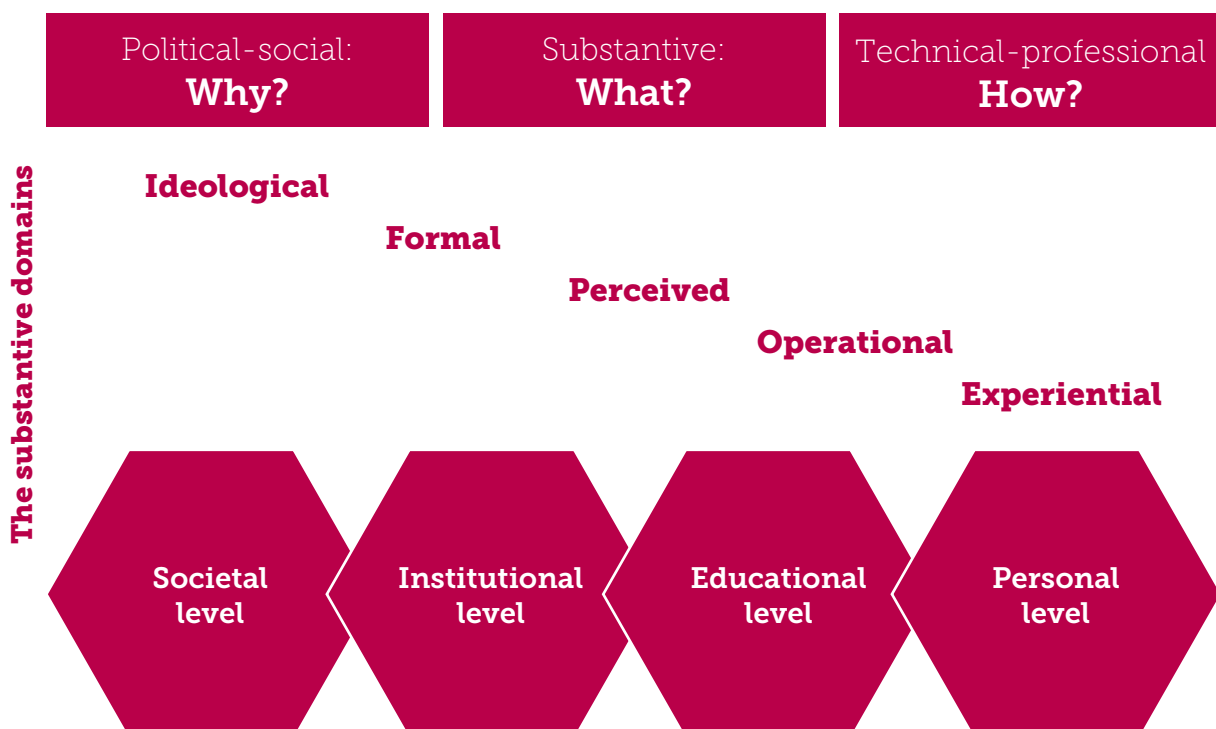 Political-social:
Why?
Substantive:
What?
Technical-professional
How?
The substantive domains
Ideological
Formal
Perceived
Operational
Experiential
Societal
level
Institutional
level
Educational
level
Personal
level